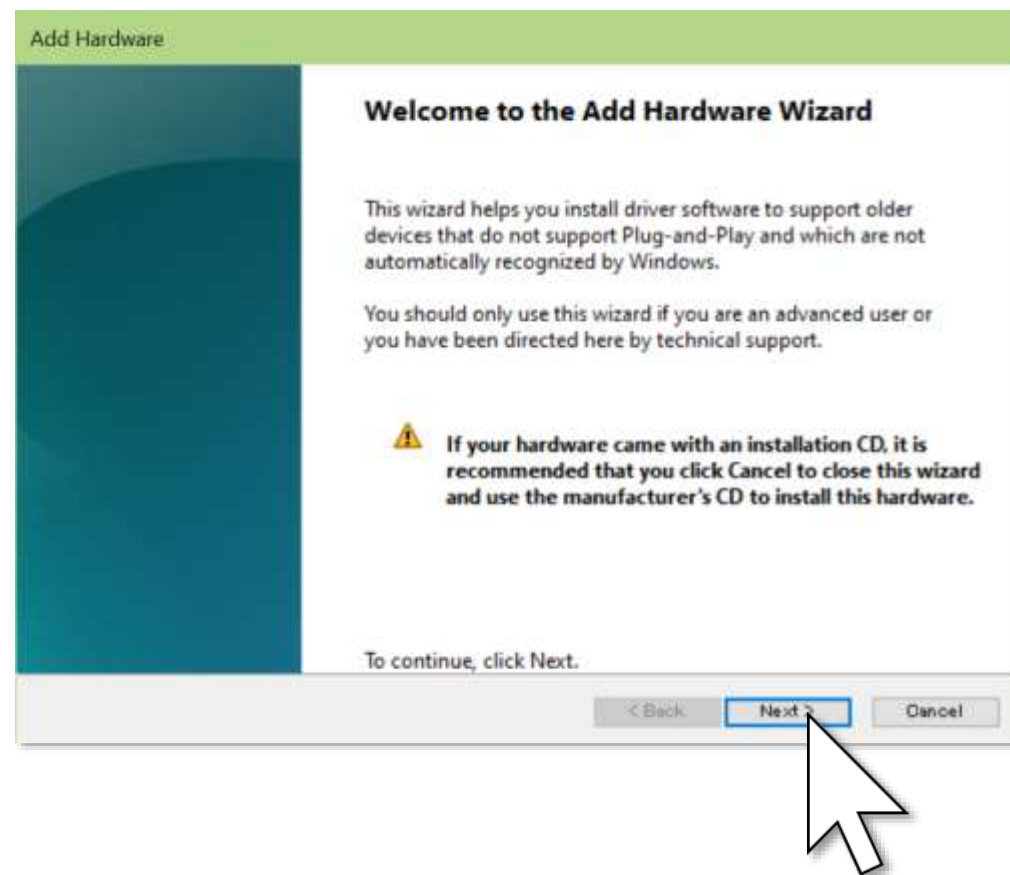 Add Hardware
Welcome to the Add Hardware Wizard
This wizard helps you install driver software to support older
devices that do not support Plug-and-Play and which are not
automatically recognized by Windows.
You should only use this wizard if you are an advanced user or
you have been directed here by technical support.
If your hardware came with an installation CD, it is
recommended that you click Cancel to close this wizard
and use the manufacturer's CD to install this hardware.
To continue, click Next.
< Back Next > Cancel